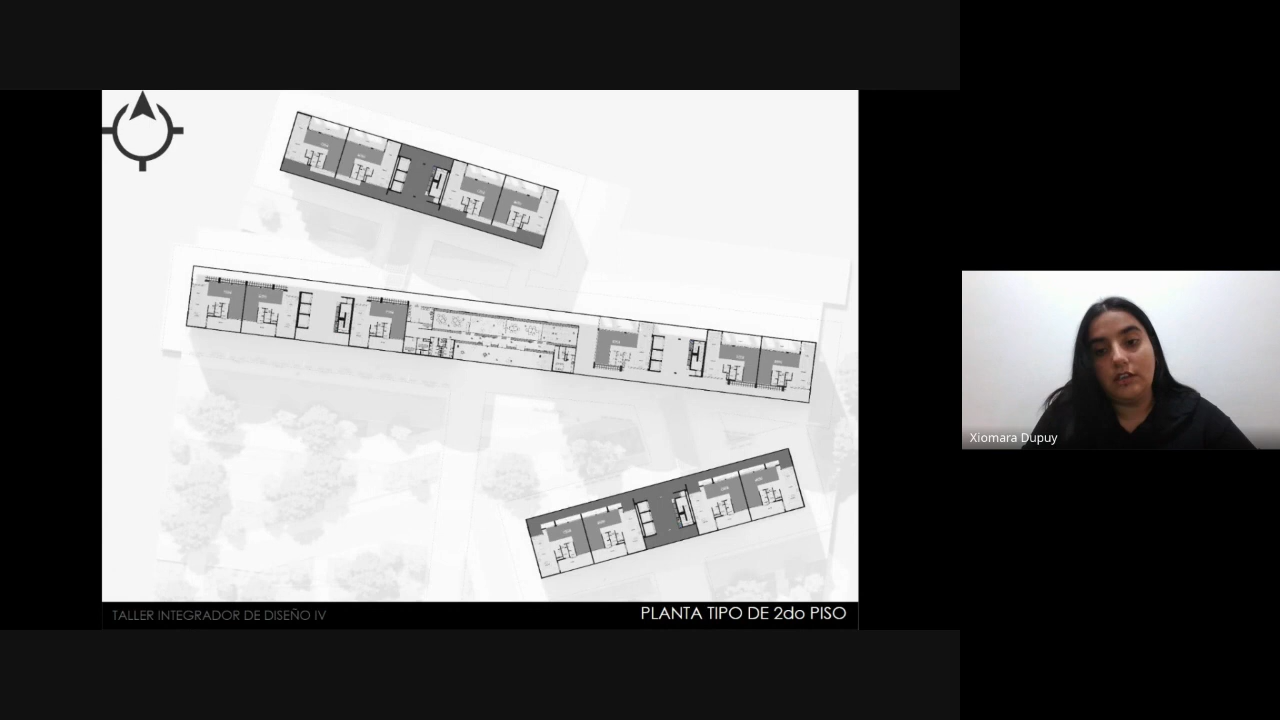 Xiomara Dupuy
TALLER INTEGRADOR DE DISEÑO IV
PLANTA TIPO DE 2do PISO